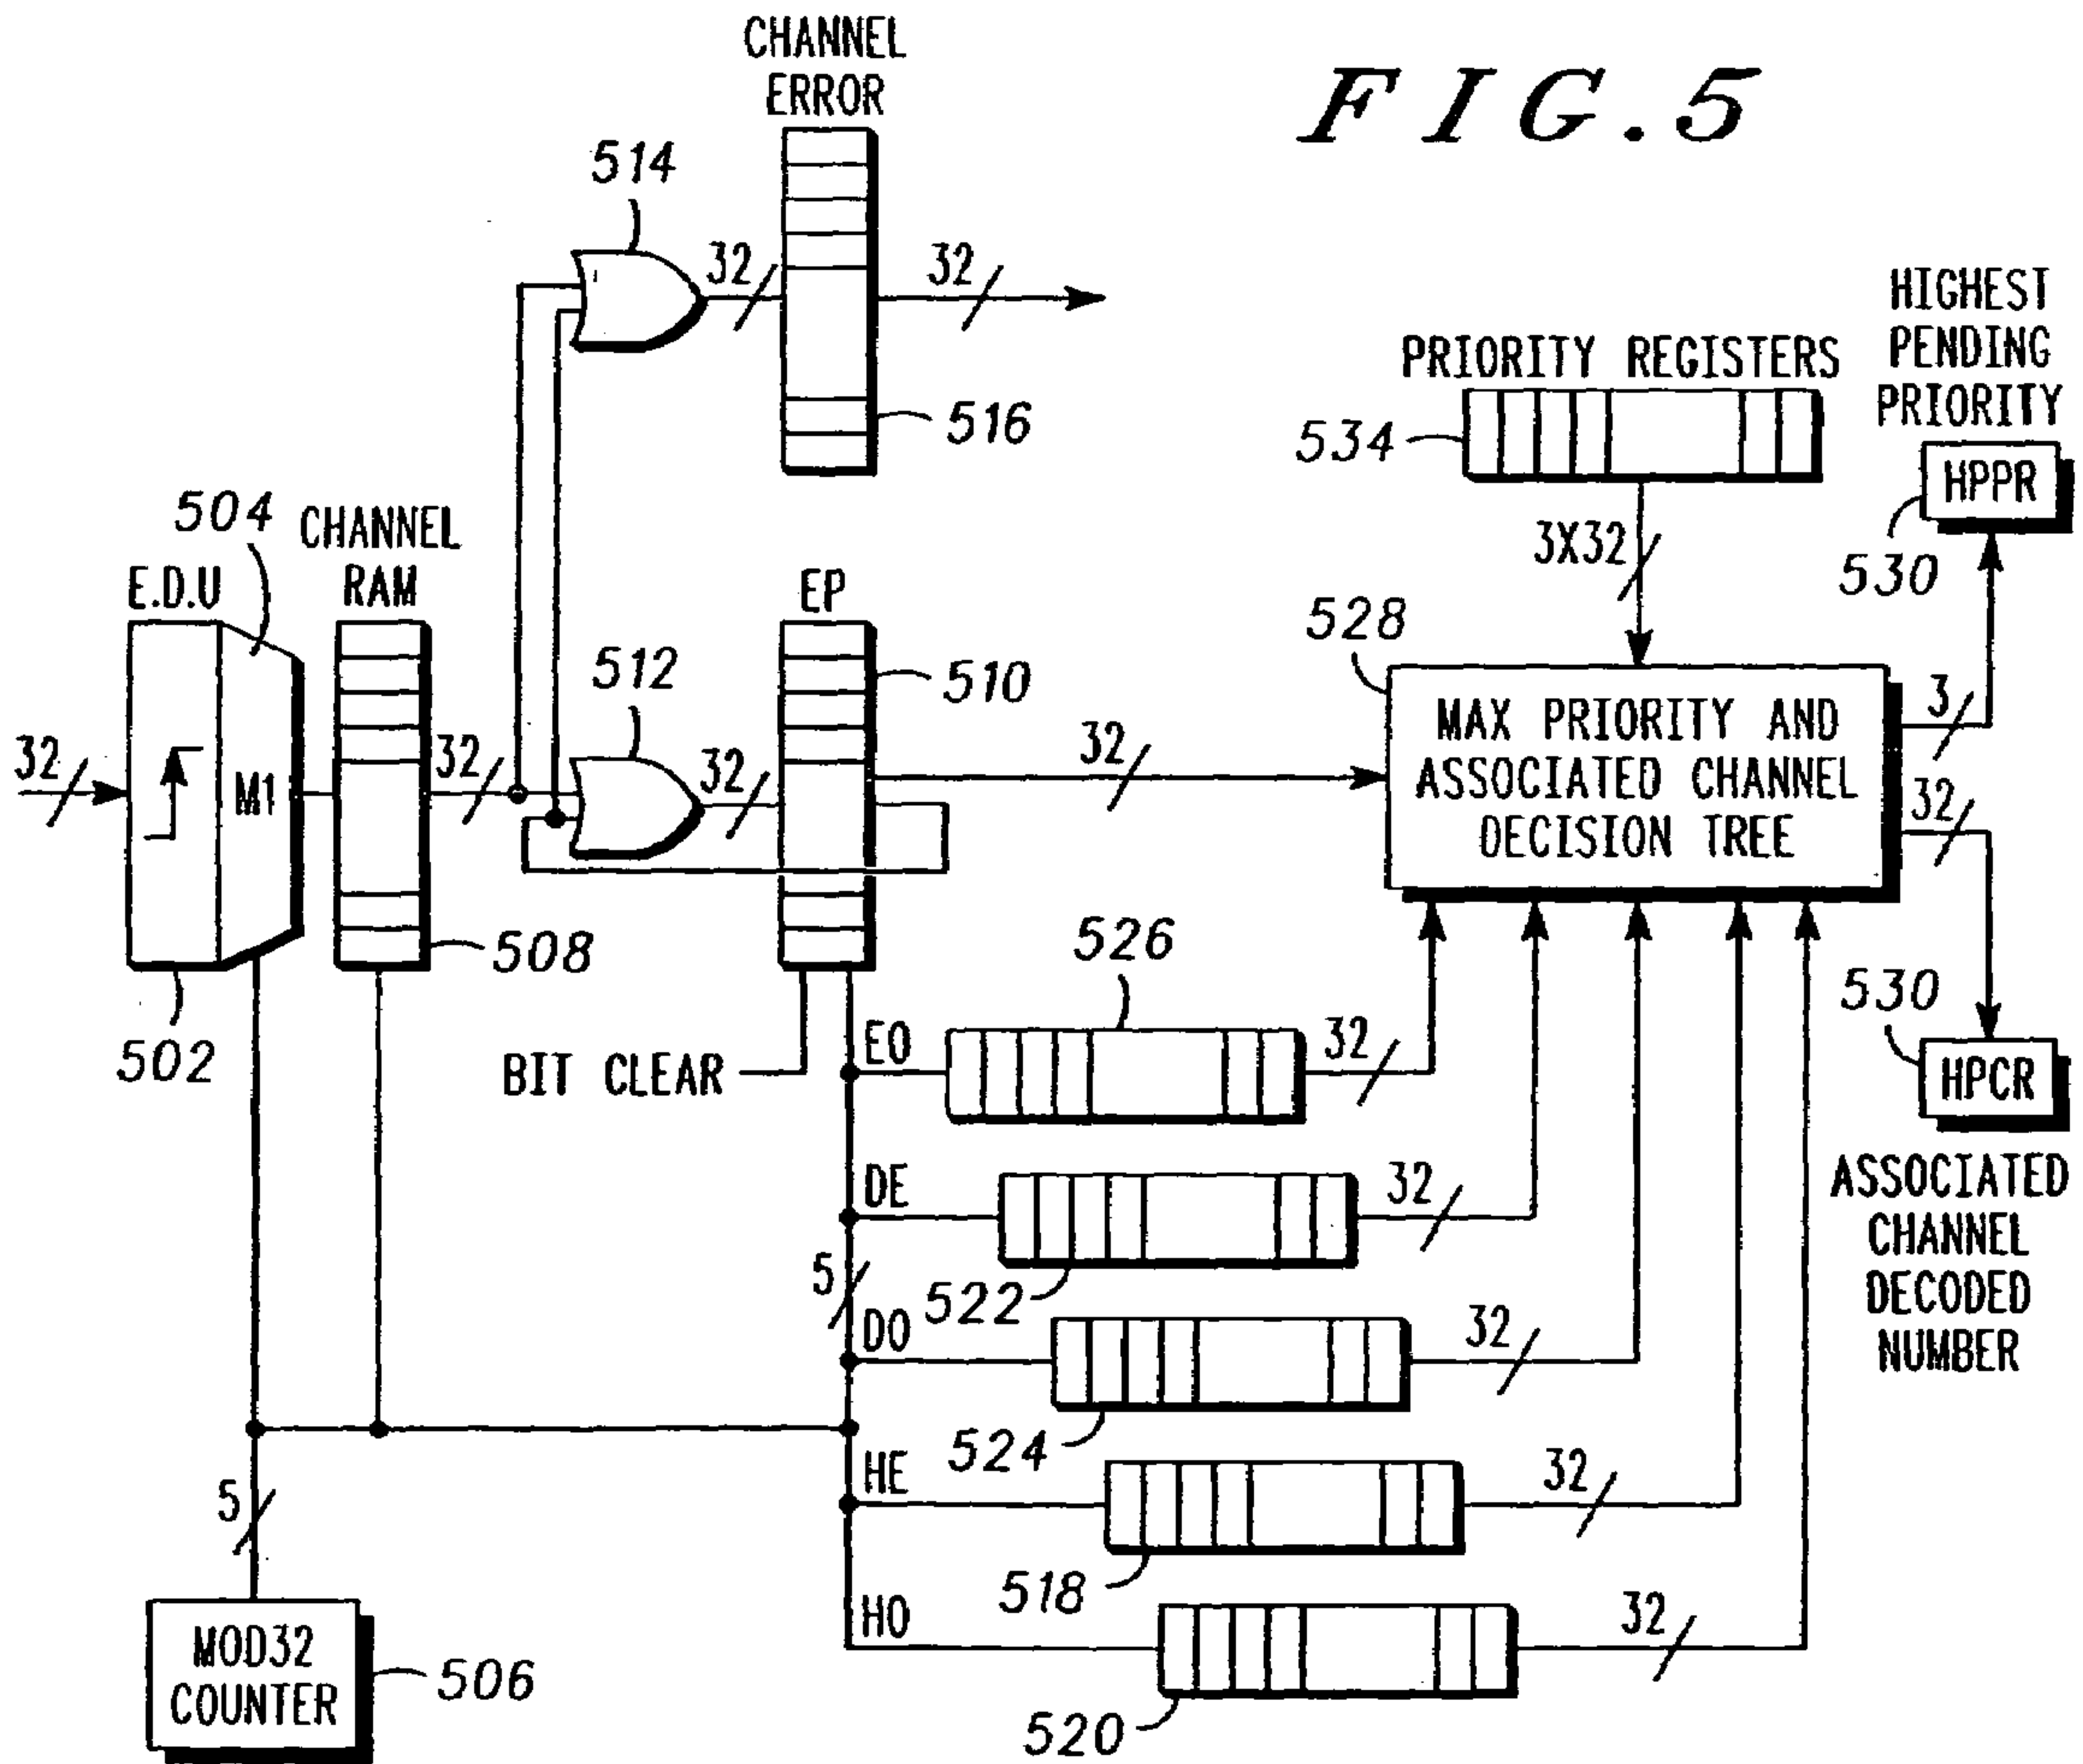 FIG.5
CHANNEL
ERROR
514
32
32
516
PRIORITY REGISTERS
534
3X32
HIGHEST
PENDING
PRIORITY
HPPR
530
504
CHANNEL
RAM
E.D.U
32
M1
32
508
502
512
32
EP
510
32
528
MAX PRIORITY AND
ASSOCIATED CHANNEL
DECISION TREE
3
32
530
HPCR
ASSOCIATED
CHANNEL
DECODED
NUMBER
BIT CLEAR
EO
526
32
DE
522
32
5
DO
524
32
HE
518
32
HO
520
32
5
MOD32
COUNTER
506